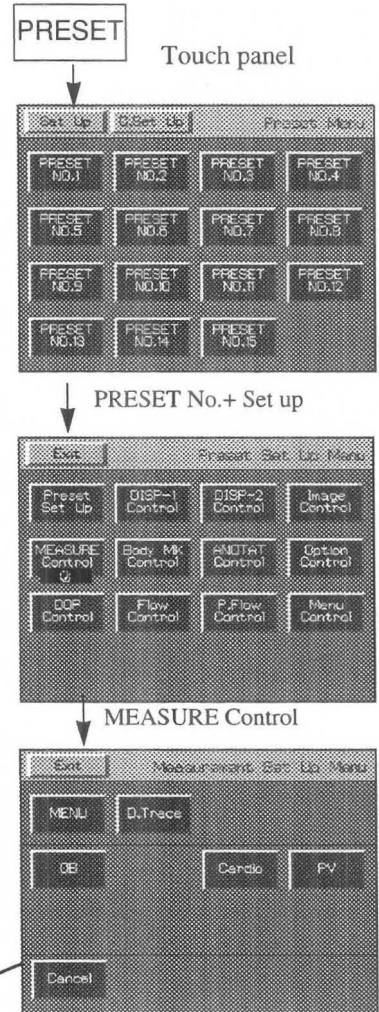 PRESET
Touch panel
Set Up D.Set Up Preset Menu
PRESET NO.1 PRESET NO.2 PRESET NO.3 PRESET NO.4
PRESET NO.5 PRESET NO.6 PRESET NO.7 PRESET NO.8
PRESET NO.9 PRESET NO.10 PRESET NO.11 PRESET NO.12
PRESET NO.13 PRESET NO.14 PRESET NO.15
PRESET No.+ Set up
Exit Preset Set Up Menu
Preset Set Up DISP-1 Control DISP-2 Control Image Control
MEASURE Control Body MK Control ANOTAT Control Option Control
DOP Control Flow Control P.Flow Control Menu Control
MEASURE Control
Exit Measurement Set Up Menu
MENU D.Trace
OB Cardio PV
Cancel